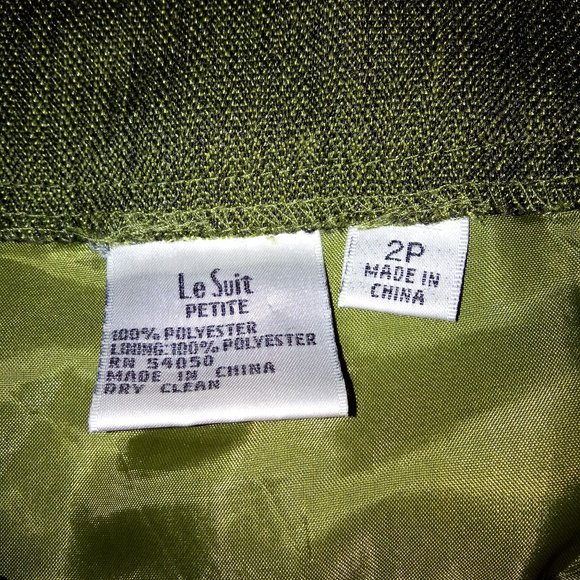 Le Suit
PETITE
100% POLYESTER
LINING:100% POLYESTER
RN 54050
MADE IN CHINA
DRY CLEAN
2P
MADE IN
CHINA